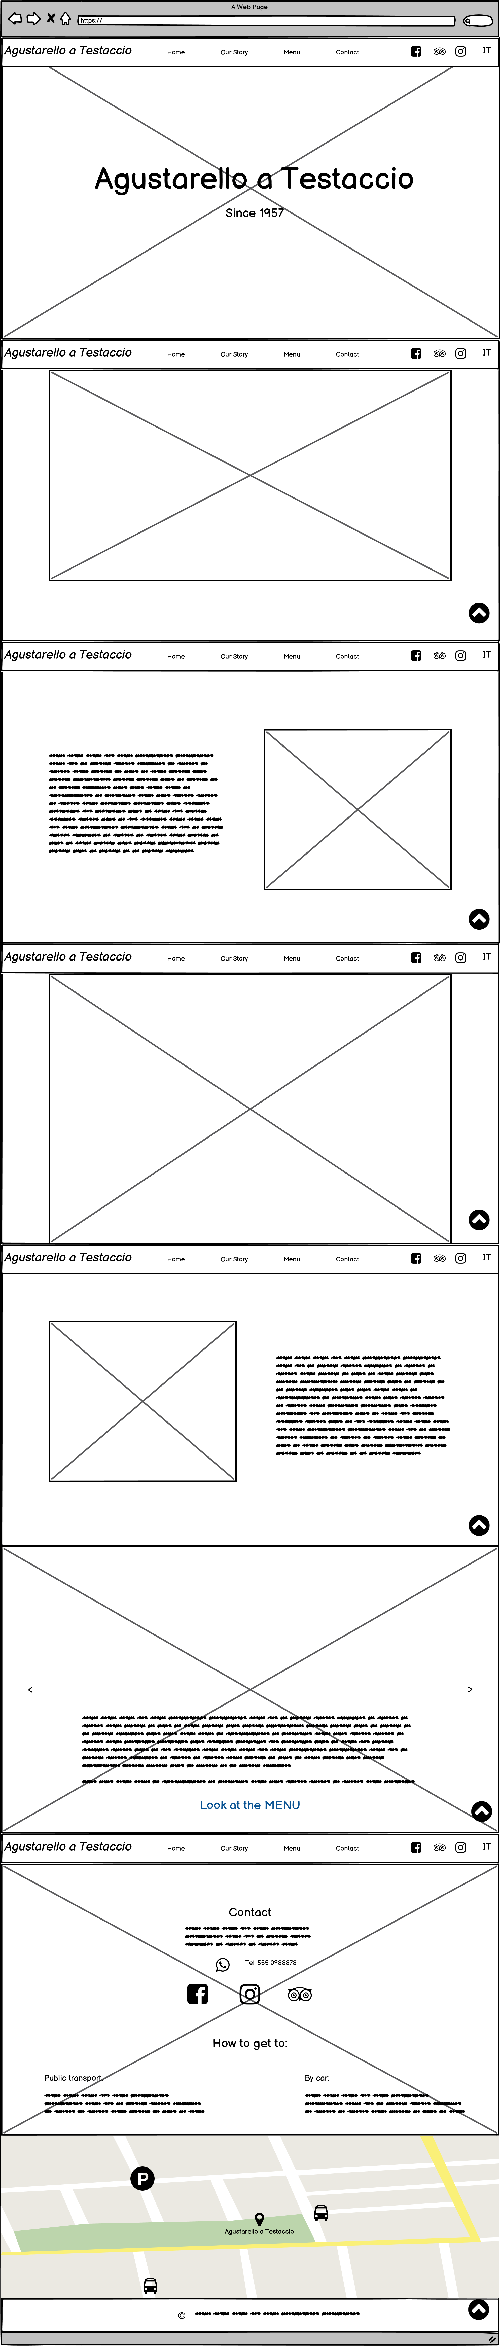 A Web Page
https://
Agustarello a Testaccio Home Our Story Menu Contact IT
Agustarello a Testaccio
Since 1957
Agustarello a Testaccio Home Our Story Menu Contact IT
Agustarello a Testaccio Home Our Story Menu Contact IT
Agustarello a Testaccio Home Our Story Menu Contact IT
Agustarello a Testaccio Home Our Story Menu Contact IT
< >
Look at the MENU
Agustarello a Testaccio Home Our Story Menu Contact IT
Contact
Tel:
How to get to:
Public transport:
By car:
P
Agustarello a Testaccio
©